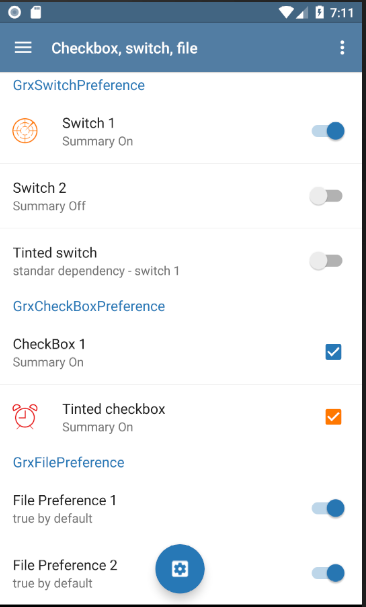 7:11
Checkbox, switch, file
GrxSwitchPreference
Switch 1
Summary On
Switch 2
Summary Off
Tinted switch
standar dependency - switch 1
GrxCheckBoxPreference
CheckBox 1
Summary On
Tinted checkbox
Summary On
GrxFilePreference
File Preference 1
true by default
File Preference 2
true by default